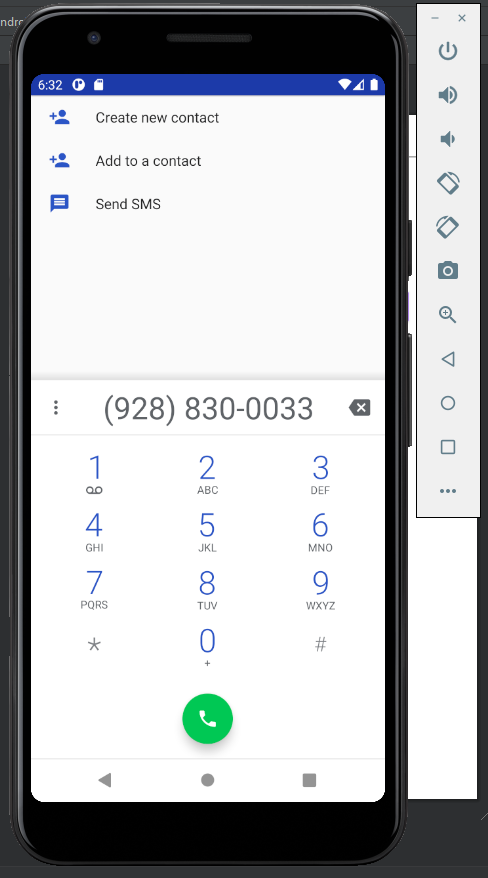 6:32
Create new contact
Add to a contact
Send SMS
(928) 830-0033
1 2 3
ABC DEF
4 5 6
GHI JKL MNO
7 8 9
PQRS TUV WXYZ
* 0 #
+